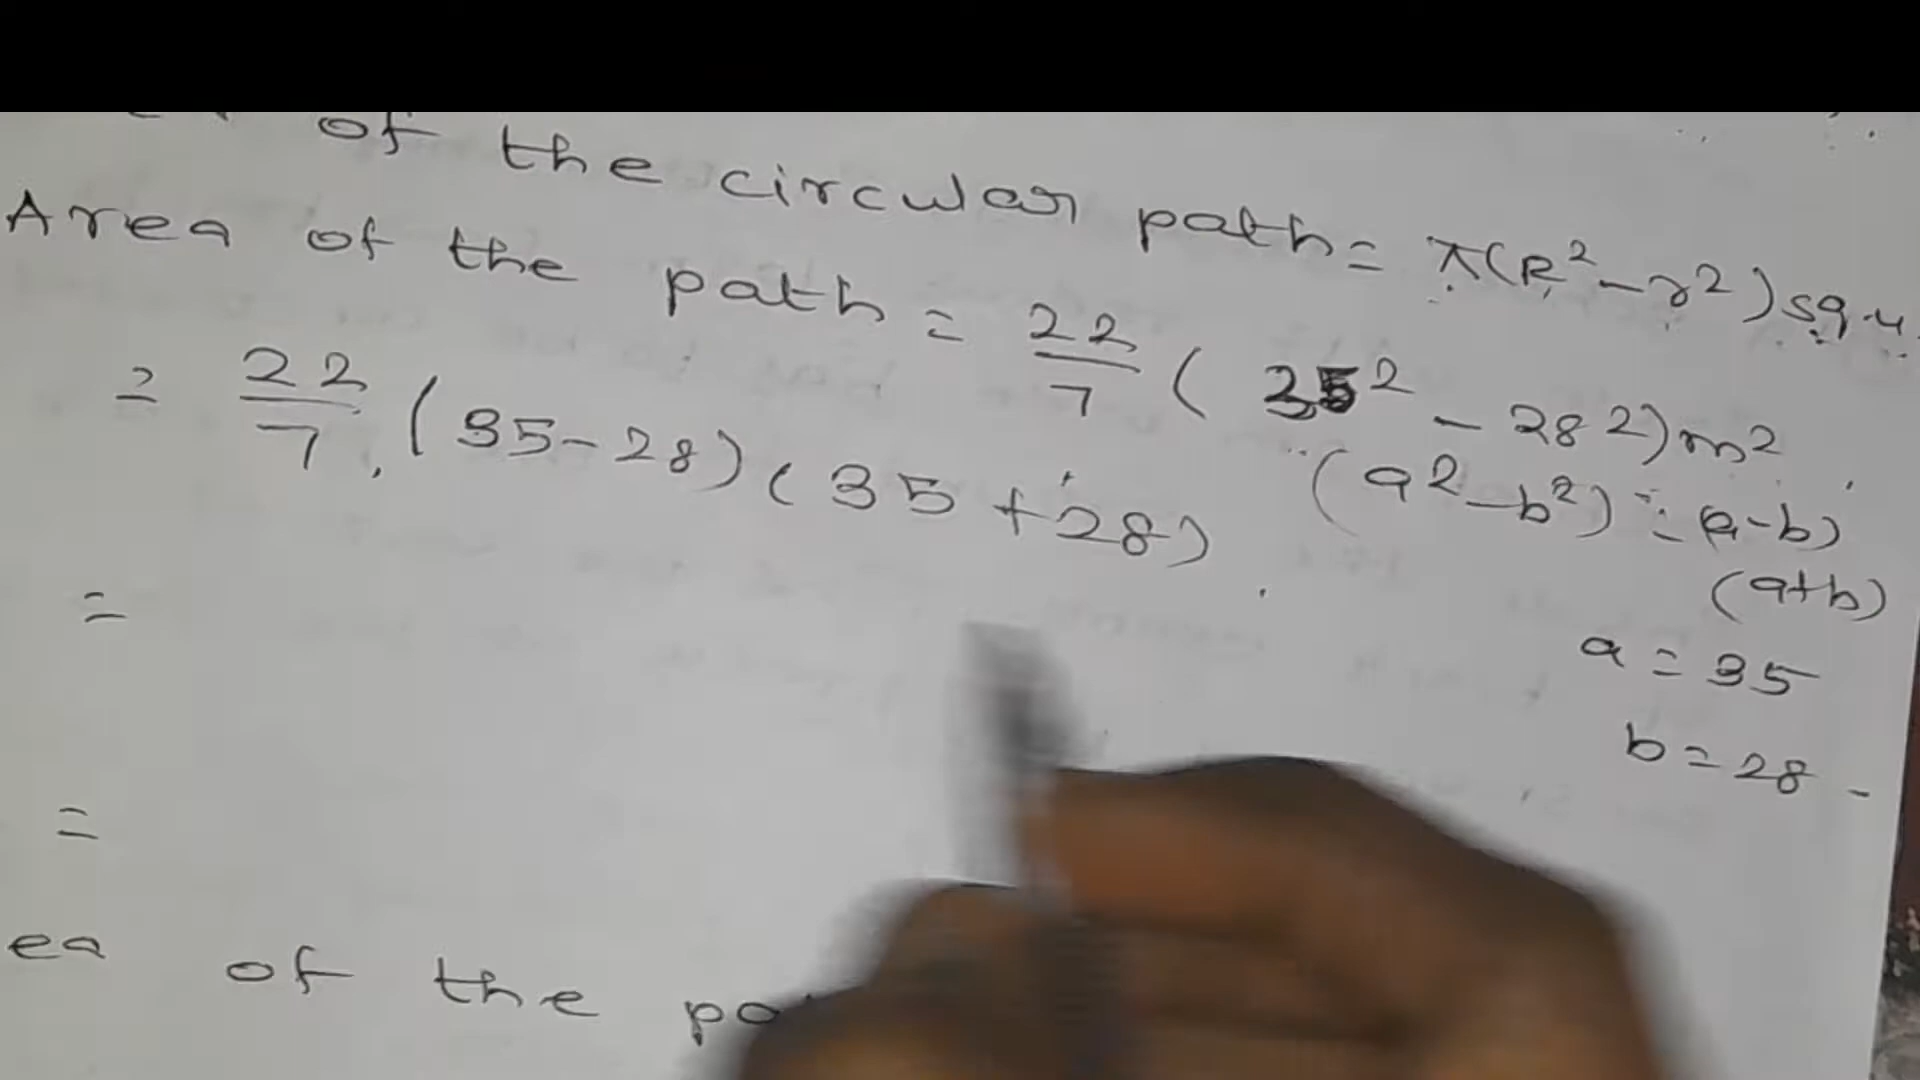 of the circular path = π(R² - r²) sq.u
Area of the path = 22/7 ( 35² - 28²) m²
= 22/7 (35-28) (35+28)
(a² - b²) = (a-b)
(a+b)
a = 35
b = 28
=
=
ea of the pa